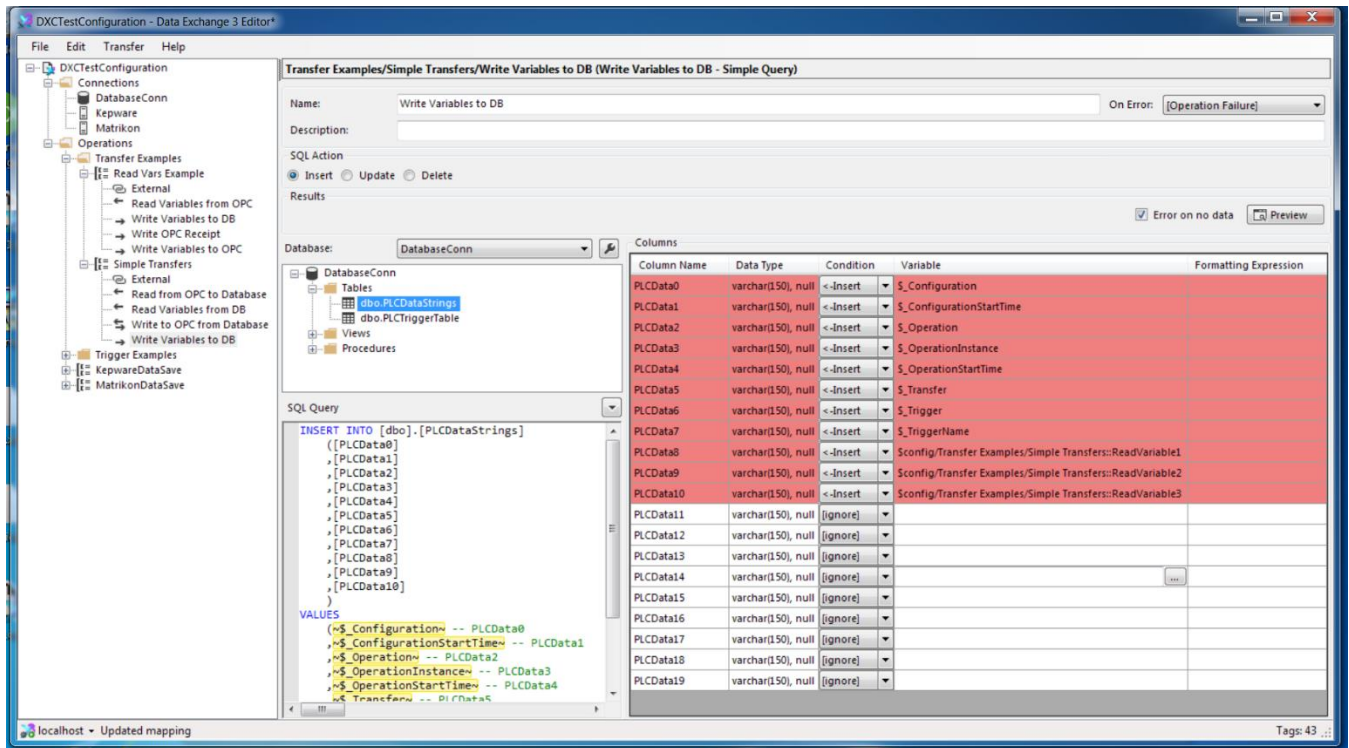 DXCTestConfiguration - Data Exchange 3 Editor*
File Edit Transfer Help
DXCTestConfiguration
Connections
DatabaseConn
Kepware
Matrikon
Operations
Transfer Examples
Read Vars Example
External
Read Variables from OPC
Write Variables to DB
Write OPC Receipt
Write Variables to OPC
Simple Transfers
External
Read from OPC to Database
Read Variables from DB
Write to OPC from Database
Write Variables to DB
Trigger Examples
KepwareDataSave
MatrikonDataSave
Transfer Examples/Simple Transfers/Write Variables to DB (Write Variables to DB - Simple Query)
Name: Write Variables to DB On Error: [Operation Failure]
Description:
SQL Action
Insert Update Delete
Results
Error on no data Preview
Database: DatabaseConn
DatabaseConn
Tables
dbo.PLCDataStrings
dbo.PLCTriggerTable
Views
Procedures
SQL Query
INSERT INTO [dbo].[PLCDataStrings]
([PLCData0]
,[PLCData1]
,[PLCData2]
,[PLCData3]
,[PLCData4]
,[PLCData5]
,[PLCData6]
,[PLCData7]
,[PLCData8]
,[PLCData9]
,[PLCData10]
)
VALUES
(~$_Configuration~ -- PLCData0
,~$_ConfigurationStartTime~ -- PLCData1
,~$_Operation~ -- PLCData2
,~$_OperationInstance~ -- PLCData3
,~$_OperationStartTime~ -- PLCData4
,~$_Transfer~ -- PLCData5
Columns
Column Name Data Type Condition Variable Formatting Expression
PLCData0 varchar(150), null <-Insert $_Configuration
PLCData1 varchar(150), null <-Insert $_ConfigurationStartTime
PLCData2 varchar(150), null <-Insert $_Operation
PLCData3 varchar(150), null <-Insert $_OperationInstance
PLCData4 varchar(150), null <-Insert $_OperationStartTime
PLCData5 varchar(150), null <-Insert $_Transfer
PLCData6 varchar(150), null <-Insert $_Trigger
PLCData7 varchar(150), null <-Insert $_TriggerName
PLCData8 varchar(150), null <-Insert $config/Transfer Examples/Simple Transfers::ReadVariable1
PLCData9 varchar(150), null <-Insert $config/Transfer Examples/Simple Transfers::ReadVariable2
PLCData10 varchar(150), null <-Insert $config/Transfer Examples/Simple Transfers::ReadVariable3
PLCData11 varchar(150), null [ignore]
PLCData12 varchar(150), null [ignore]
PLCData13 varchar(150), null [ignore]
PLCData14 varchar(150), null [ignore] ...
PLCData15 varchar(150), null [ignore]
PLCData16 varchar(150), null [ignore]
PLCData17 varchar(150), null [ignore]
PLCData18 varchar(150), null [ignore]
PLCData19 varchar(150), null [ignore]
localhost Updated mapping Tags: 43